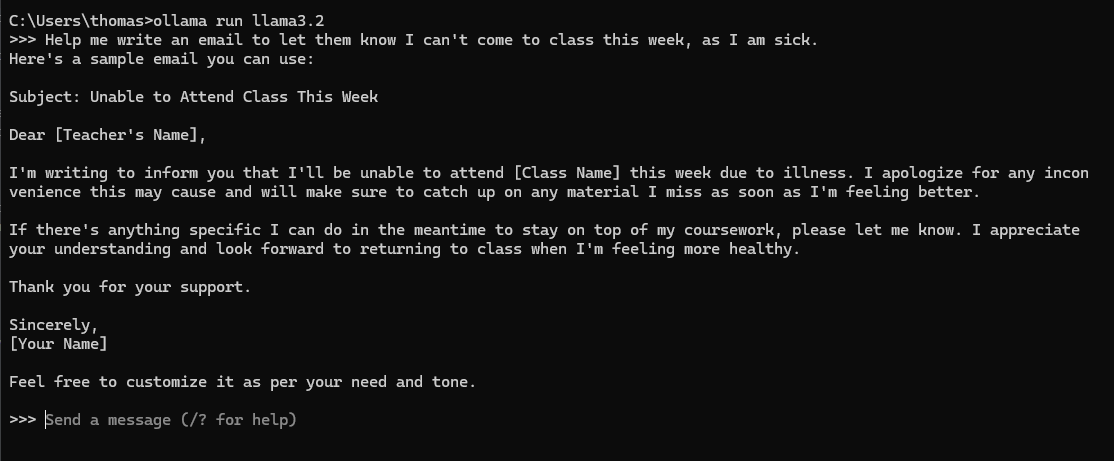 C:\Users\thomas>ollama run llama3.2
>>> Help me write an email to let them know I can't come to class this week, as I am sick.
Here's a sample email you can use:
Subject: Unable to Attend Class This Week
Dear [Teacher's Name],
I'm writing to inform you that I'll be unable to attend [Class Name] this week due to illness. I apologize for any incon
venience this may cause and will make sure to catch up on any material I miss as soon as I'm feeling better.
If there's anything specific I can do in the meantime to stay on top of my coursework, please let me know. I appreciate
your understanding and look forward to returning to class when I'm feeling more healthy.
Thank you for your support.
Sincerely,
[Your Name]
Feel free to customize it as per your need and tone.
>>> Send a message (/? for help)